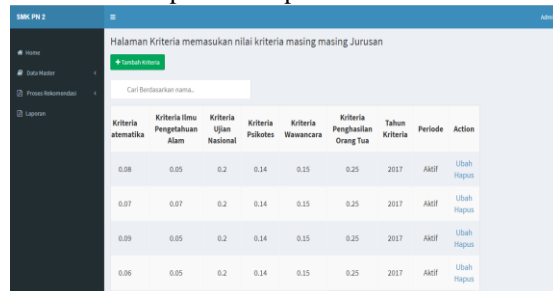 SMK PN 2
Home
Data Master
Proses Rekomendasi
Laporan
Halaman Kriteria memasukan nilai kriteria masing masing Jurusan
+Tambah Kriteria
Cari Berdasarkan nama..
Kriteria atematika Kriteria Ilmu Pengetahuan Alam Kriteria Ujian Nasional Kriteria Psikotes Kriteria Wawancara Kriteria Penghasilan Orang Tua Tahun Kriteria Periode Action
0.08 0.05 0.2 0.14 0.15 0.25 2017 Aktif Ubah Hapus
0.07 0.07 0.2 0.14 0.15 0.25 2017 Aktif Ubah Hapus
0.09 0.05 0.2 0.14 0.15 0.25 2017 Aktif Ubah Hapus
0.06 0.05 0.2 0.14 0.15 0.25 2017 Aktif Ubah Hapus